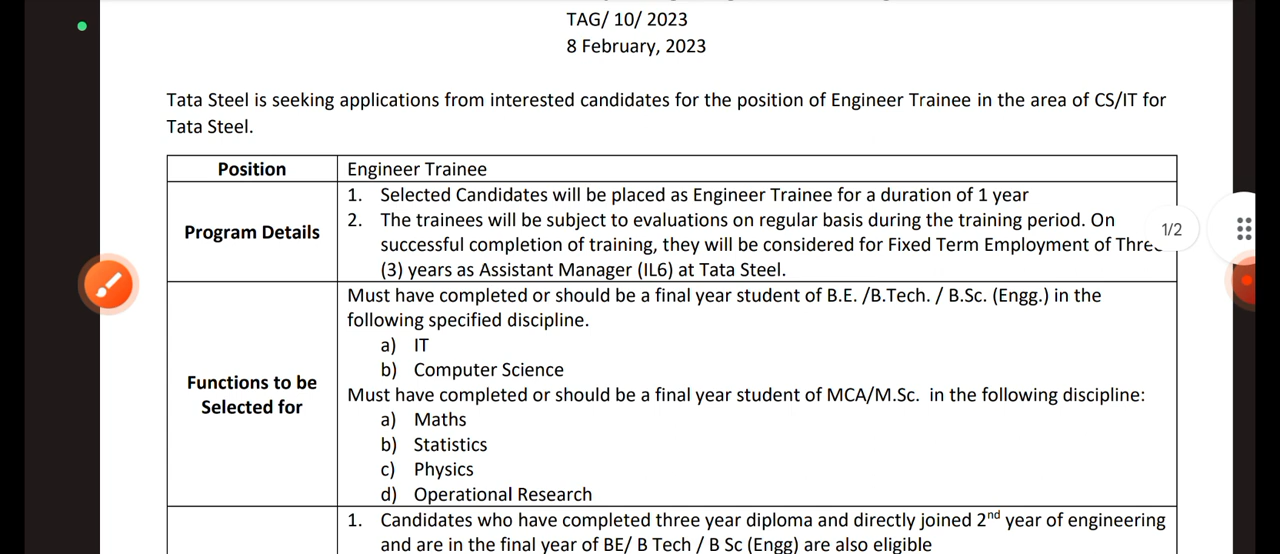 TAG/ 10/ 2023
8 February, 2023
Tata Steel is seeking applications from interested candidates for the position of Engineer Trainee in the area of CS/IT for
Tata Steel.
Position
Engineer Trainee
Program Details
1. Selected Candidates will be placed as Engineer Trainee for a duration of 1 year
2. The trainees will be subject to evaluations on regular basis during the training period. On
successful completion of training, they will be considered for Fixed Term Employment of Three
(3) years as Assistant Manager (IL6) at Tata Steel.
1/2
Functions to be
Selected for
Must have completed or should be a final year student of B.E. /B.Tech. / B.Sc. (Engg.) in the
following specified discipline.
a) IT
b) Computer Science
Must have completed or should be a final year student of MCA/M.Sc. in the following discipline:
a) Maths
b) Statistics
c) Physics
d) Operational Research
1. Candidates who have completed three year diploma and directly joined 2nd year of engineering
and are in the final year of BE/ B Tech / B Sc (Engg) are also eligible